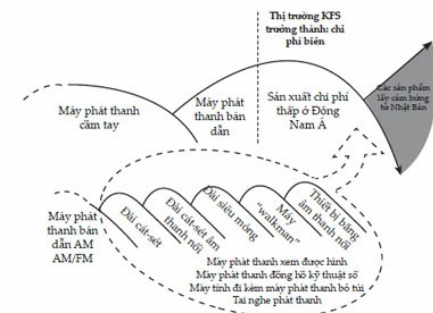 Thị trường KFS
trưởng thành: chi
phí biên
Máy phát thanh
cầm tay
Máy phát
thanh bán
dẫn
Sản xuất chi phí
thấp ở Đông
Nam Á
Các sản phẩm
lấy cảm hứng
từ Nhật Bản
Máy phát
thanh bán
dẫn AM
AM/FM
Đài cát-sét
Đài cát-sét âm
thanh nổi
Đài siêu mỏng
Máy
"walkman"
Thiết bị băng
âm thanh nổi
Máy phát thanh xem được hình
Máy phát thanh đồng hồ kỹ thuật số
Máy tính đi kèm máy phát thanh bỏ túi
Tai nghe phát thanh